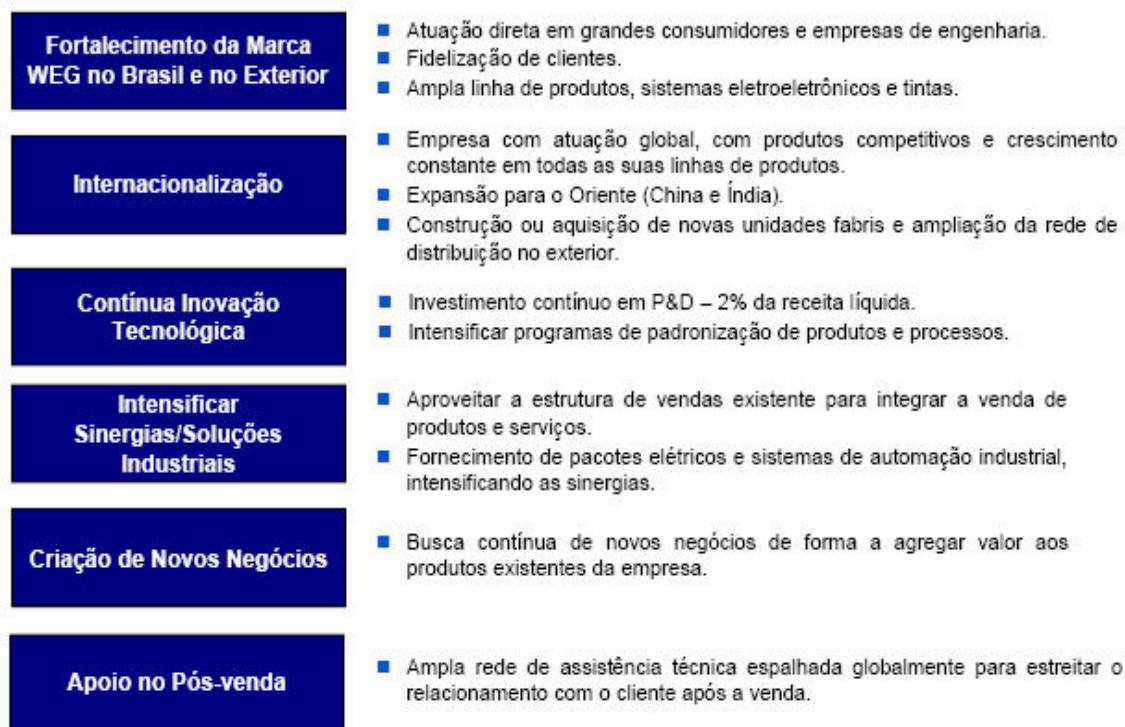 Fortalecimento da Marca
WEG no Brasil e no Exterior
■ Atuação direta em grandes consumidores e empresas de engenharia.
■ Fidelização de clientes.
■ Ampla linha de produtos, sistemas eletroeletrônicos e tintas.
Internacionalização
■ Empresa com atuação global, com produtos competitivos e crescimento
constante em todas as suas linhas de produtos.
■ Expansão para o Oriente (China e Índia).
■ Construção ou aquisição de novas unidades fabris e ampliação da rede de
distribuição no exterior.
Contínua Inovação
Tecnológica
■ Investimento contínuo em P&D – 2% da receita líquida.
■ Intensificar programas de padronização de produtos e processos.
Intensificar
Sinergias/Soluções
Industriais
■ Aproveitar a estrutura de vendas existente para integrar a venda de
produtos e serviços.
■ Fornecimento de pacotes elétricos e sistemas de automação industrial,
intensificando as sinergias.
Criação de Novos Negócios
■ Busca contínua de novos negócios de forma a agregar valor aos
produtos existentes da empresa.
Apoio no Pós-venda
■ Ampla rede de assistência técnica espalhada globalmente para estreitar o
relacionamento com o cliente após a venda.